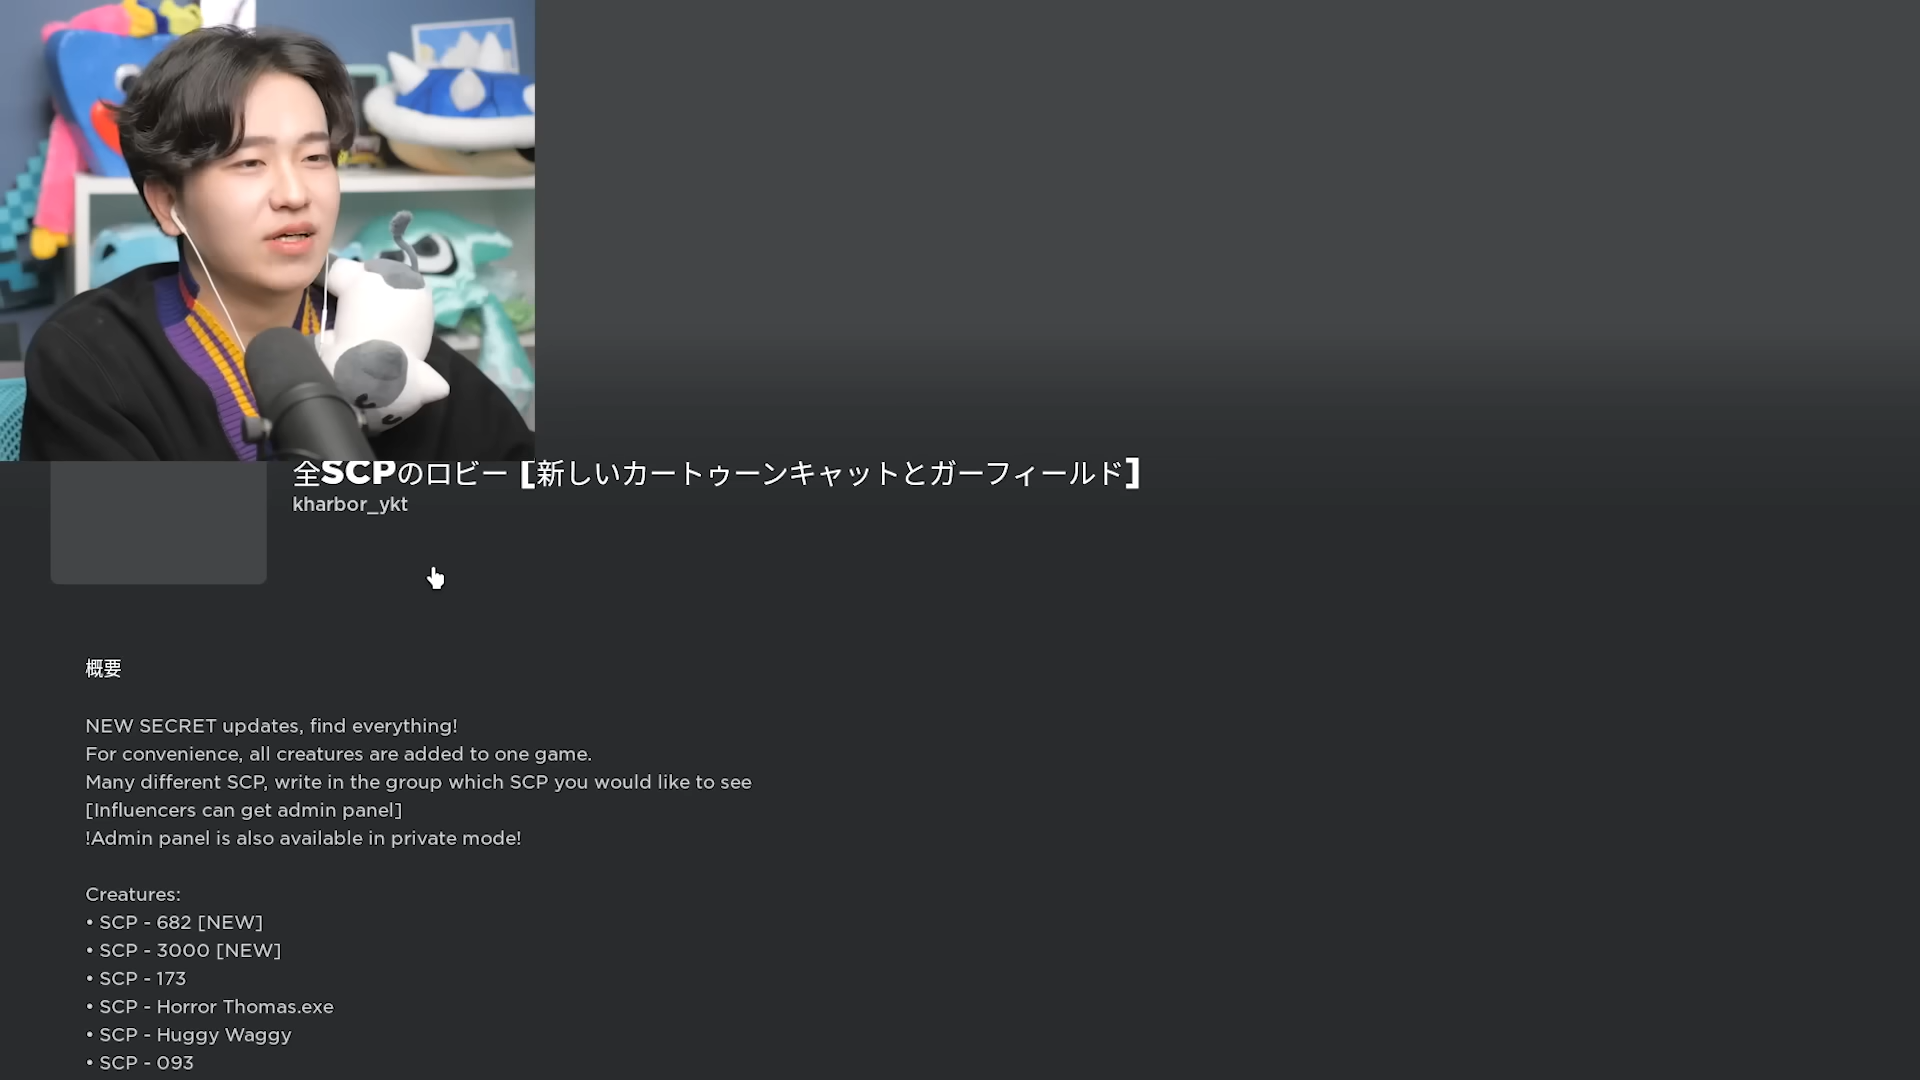 全SCPのロビー【新しいカートゥーンキャットとガーフィールド】
kharbor_ykt
概要
NEW SECRET updates, find everything!
For convenience, all creatures are added to one game.
Many different SCP, write in the group which SCP you would like to see
[Influencers can get admin panel]
!Admin panel is also available in private mode!
Creatures:
• SCP - 682 [NEW]
• SCP - 3000 [NEW]
• SCP - 173
• SCP - Horror Thomas.exe
• SCP - Huggy Waggy
• SCP - 093